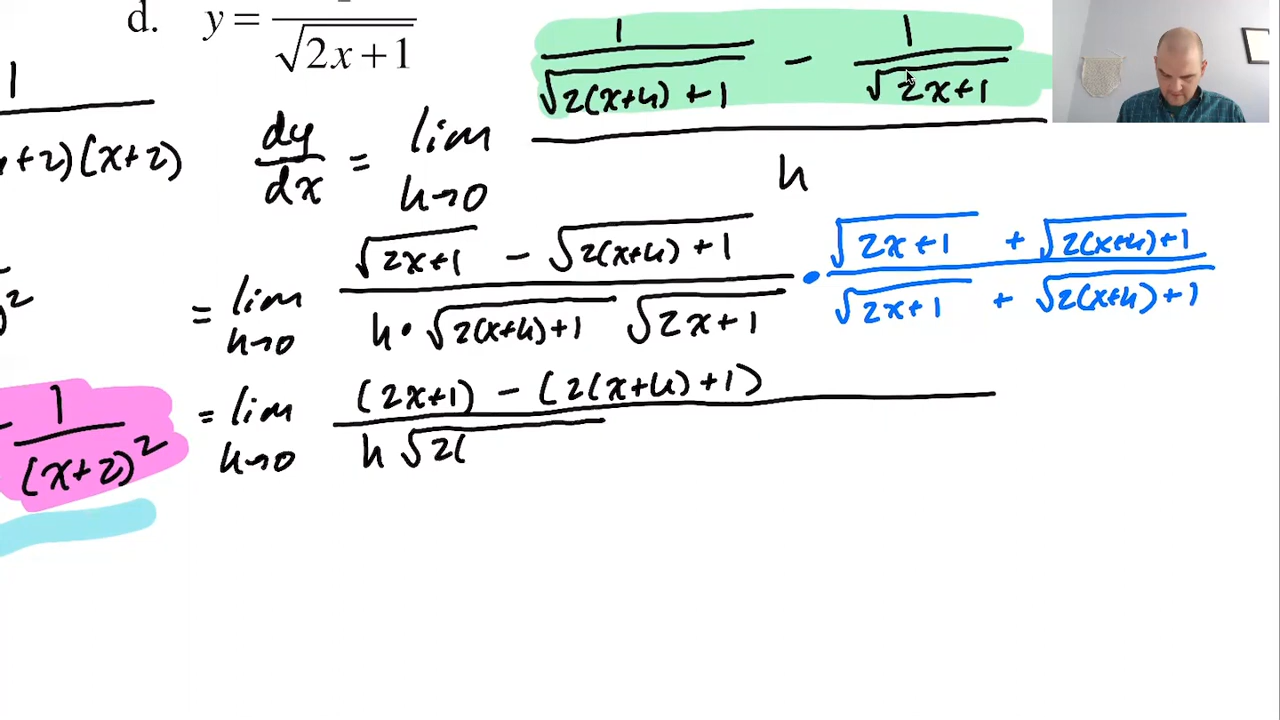 d. y = 1/√(2x+1)
(1/√(2(x+h)+1) − 1/√(2x+1))
1
+2)(x+2)
dy/dx = lim h→0
h
= lim h→0 (√(2x+1) − √(2(x+h)+1))/(h · √(2(x+h)+1) √(2x+1)) · (√(2x+1) + √(2(x+h)+1))/(√(2x+1) + √(2(x+h)+1))
2
1/(x+2)²
= lim h→0 ((2x+1) − (2(x+h)+1))/(h √2(